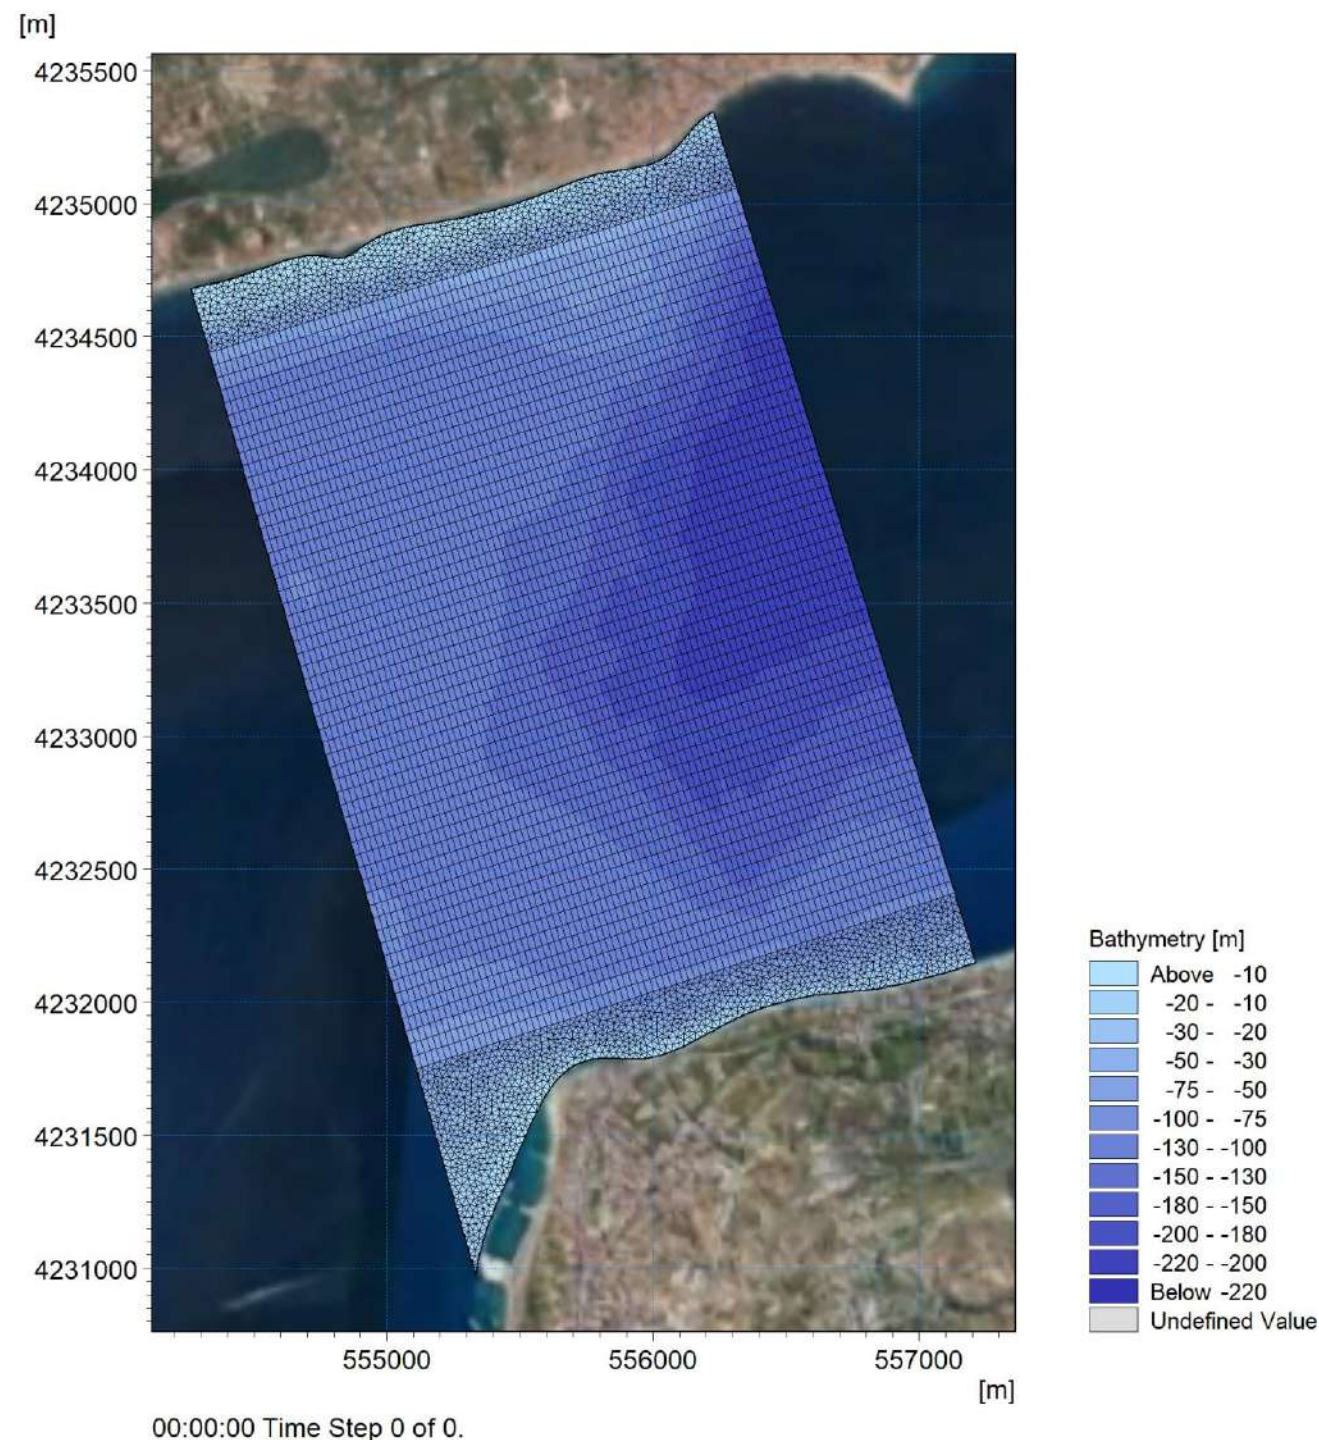 [m]
4235500
4235000
4234500
4234000
4233500
4233000
4232500
4232000
4231500
4231000
555000 556000 557000
[m]
00:00:00 Time Step 0 of 0.
Bathymetry [m]
Above -10
-20 - -10
-30 - -20
-50 - -30
-75 - -50
-100 - -75
-130 - -100
-150 - -130
-180 - -150
-200 - -180
-220 - -200
Below -220
Undefined Value